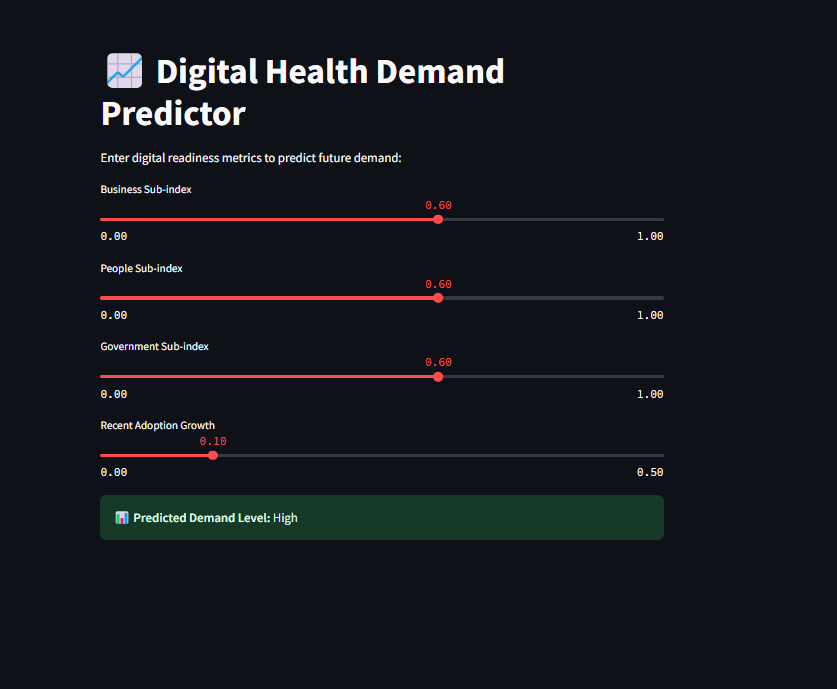 Digital Health Demand
Predictor
Enter digital readiness metrics to predict future demand:
Business Sub-index
0.60
0.00 1.00
People Sub-index
0.60
0.00 1.00
Government Sub-index
0.60
0.00 1.00
Recent Adoption Growth
0.10
0.00 0.50
Predicted Demand Level: High